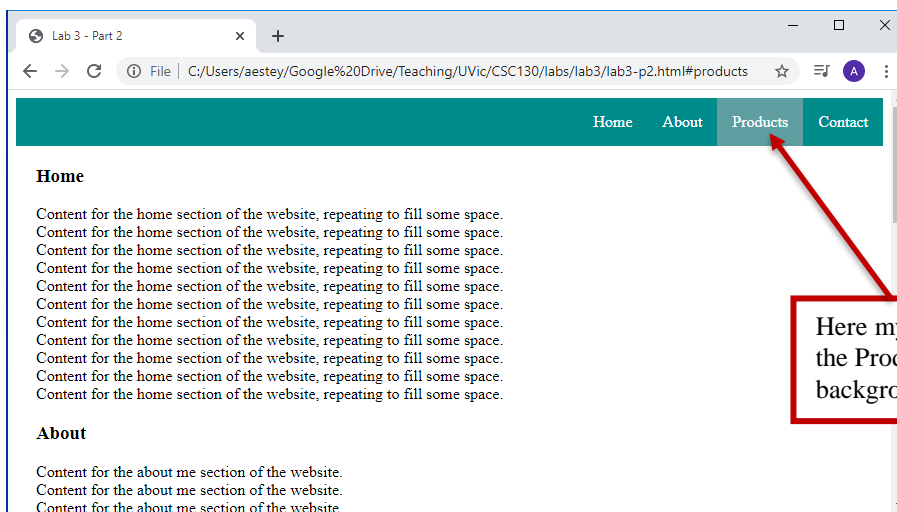 Lab 3 - Part 2
File C:/Users/aestey/Google%20Drive/Teaching/UVic/CSC130/labs/lab3/lab3-p2.html#products A
Home About Products Contact
Home
Content for the home section of the website, repeating to fill some space.
Content for the home section of the website, repeating to fill some space.
Content for the home section of the website, repeating to fill some space.
Content for the home section of the website, repeating to fill some space.
Content for the home section of the website, repeating to fill some space.
Content for the home section of the website, repeating to fill some space.
Content for the home section of the website, repeating to fill some space.
Content for the home section of the website, repeating to fill some space.
Content for the home section of the website, repeating to fill some space.
Content for the home section of the website, repeating to fill some space.
Content for the home section of the website, repeating to fill some space.
Here
the
About
Content for the about me section of the website.
Content for the about me section of the website.
Content for the about me section of the website